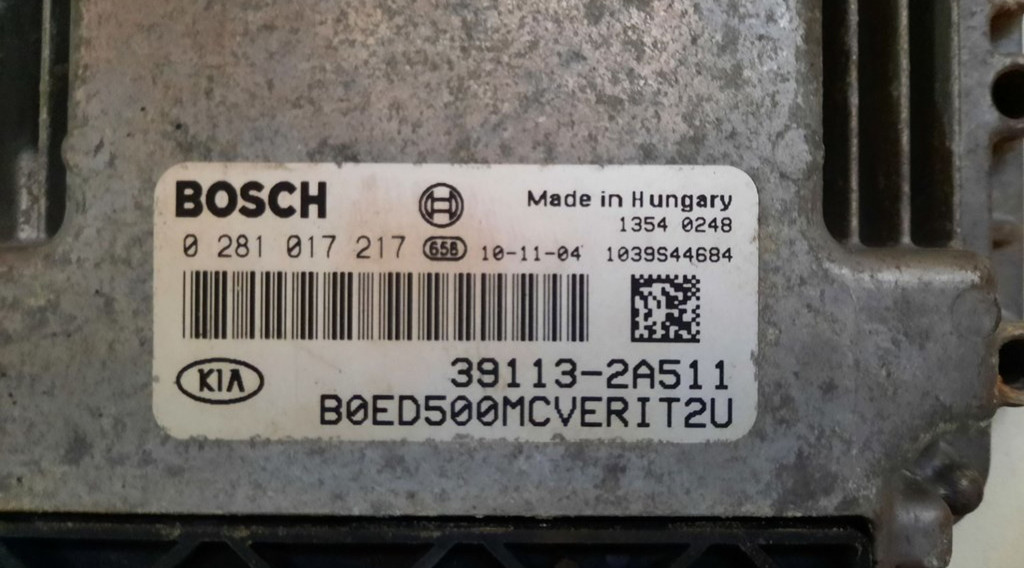 BOSCH
Made in Hungary
1354 0248
0 281 017 217 658 10-11-04 1039S44684
KIA
39113-2A511
B0ED500MCVERIT2U